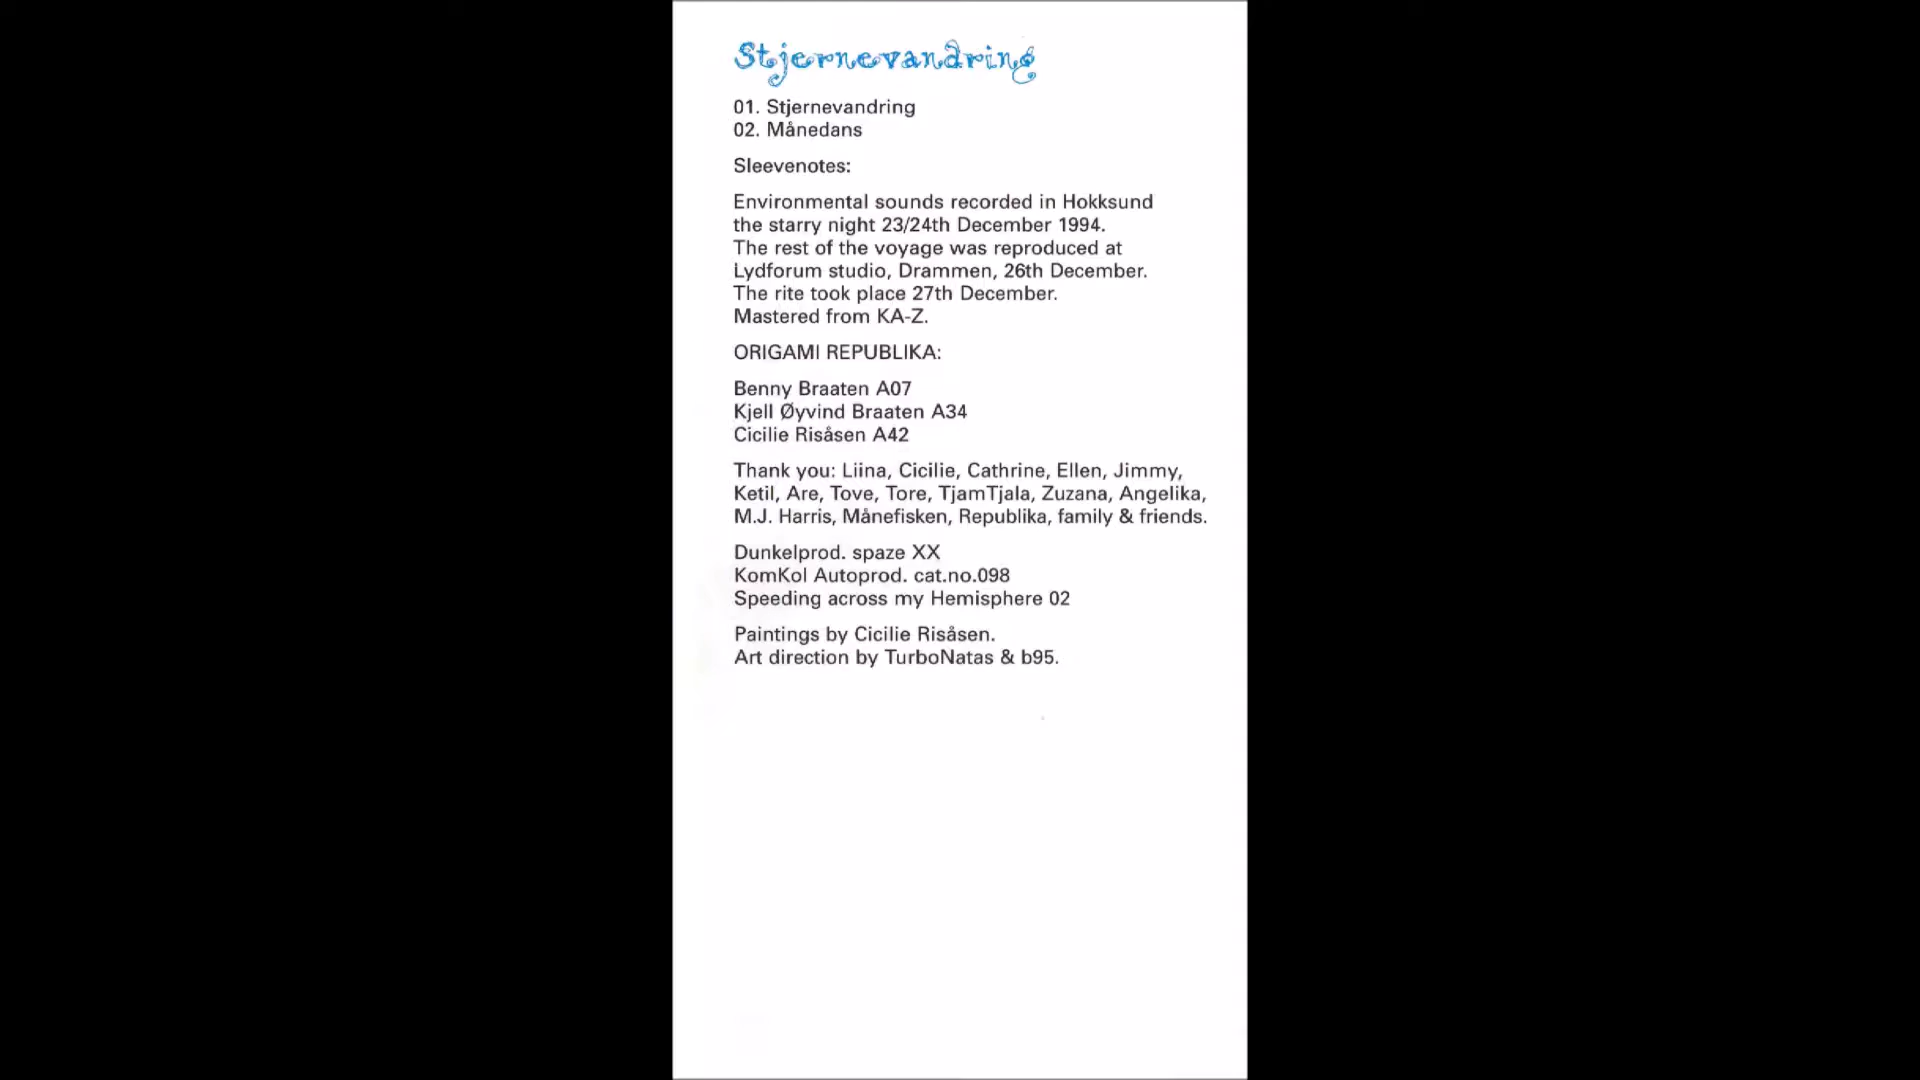 Stjernevandring
01. Stjernevandring
02. Månedans
Sleevenotes:
Environmental sounds recorded in Hokksund
the starry night 23/24th December 1994.
The rest of the voyage was reproduced at
Lydforum studio, Drammen, 26th December.
The rite took place 27th December.
Mastered from KA-Z.
ORIGAMI REPUBLIKA:
Benny Braaten A07
Kjell Øyvind Braaten A34
Cicilie Risåsen A42
Thank you: Liina, Cicilie, Cathrine, Ellen, Jimmy,
Ketil, Are, Tove, Tore, TjamTjala, Zuzana, Angelika,
M.J. Harris, Månefisken, Republika, family & friends.
Dunkelprod. spaze XX
KomKol Autoprod. cat.no.098
Speeding across my Hemisphere 02
Paintings by Cicilie Risåsen.
Art direction by TurboNatas & b95.